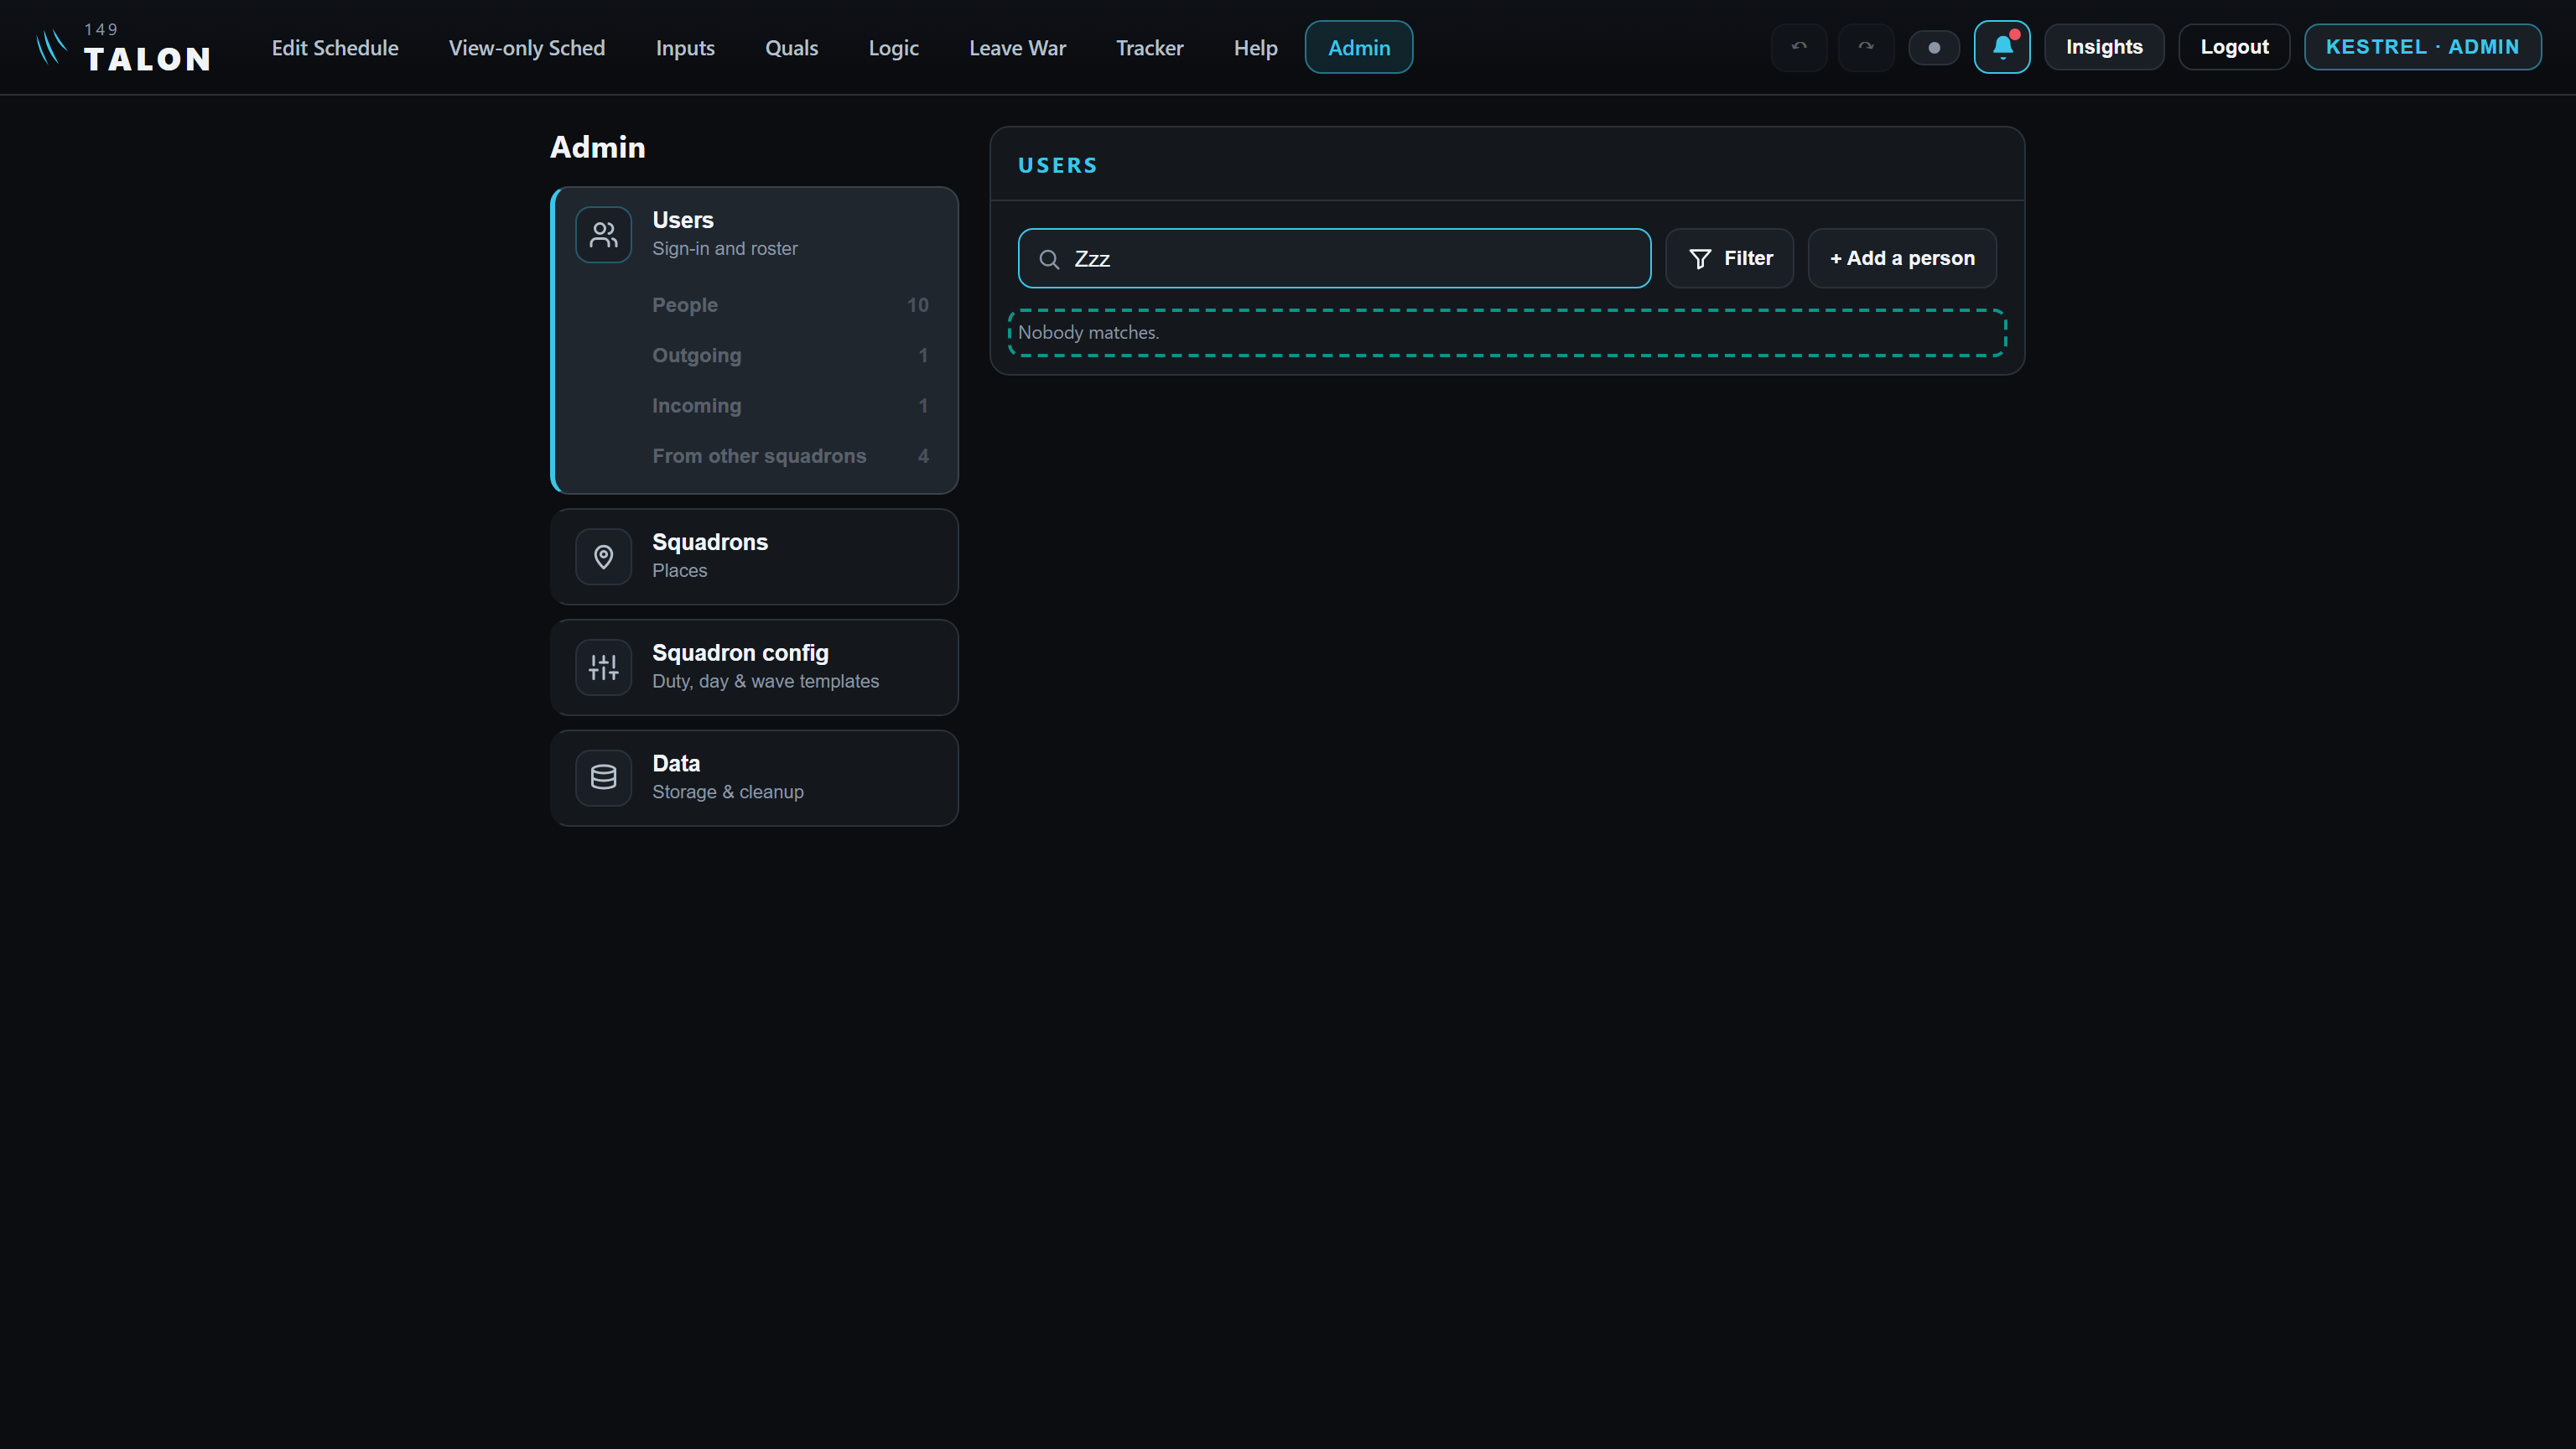 149
TALON
Edit Schedule
View-only Sched
Inputs
Quals
Logic
Leave War
Tracker
Help
Admin
Insights
Logout
KESTREL · ADMIN
Admin
Users
Sign-in and roster
People 10
Outgoing 1
Incoming 1
From other squadrons 4
Squadrons
Places
Squadron config
Duty, day & wave templates
Data
Storage & cleanup
USERS
Zzz
Filter
+ Add a person
Nobody matches.